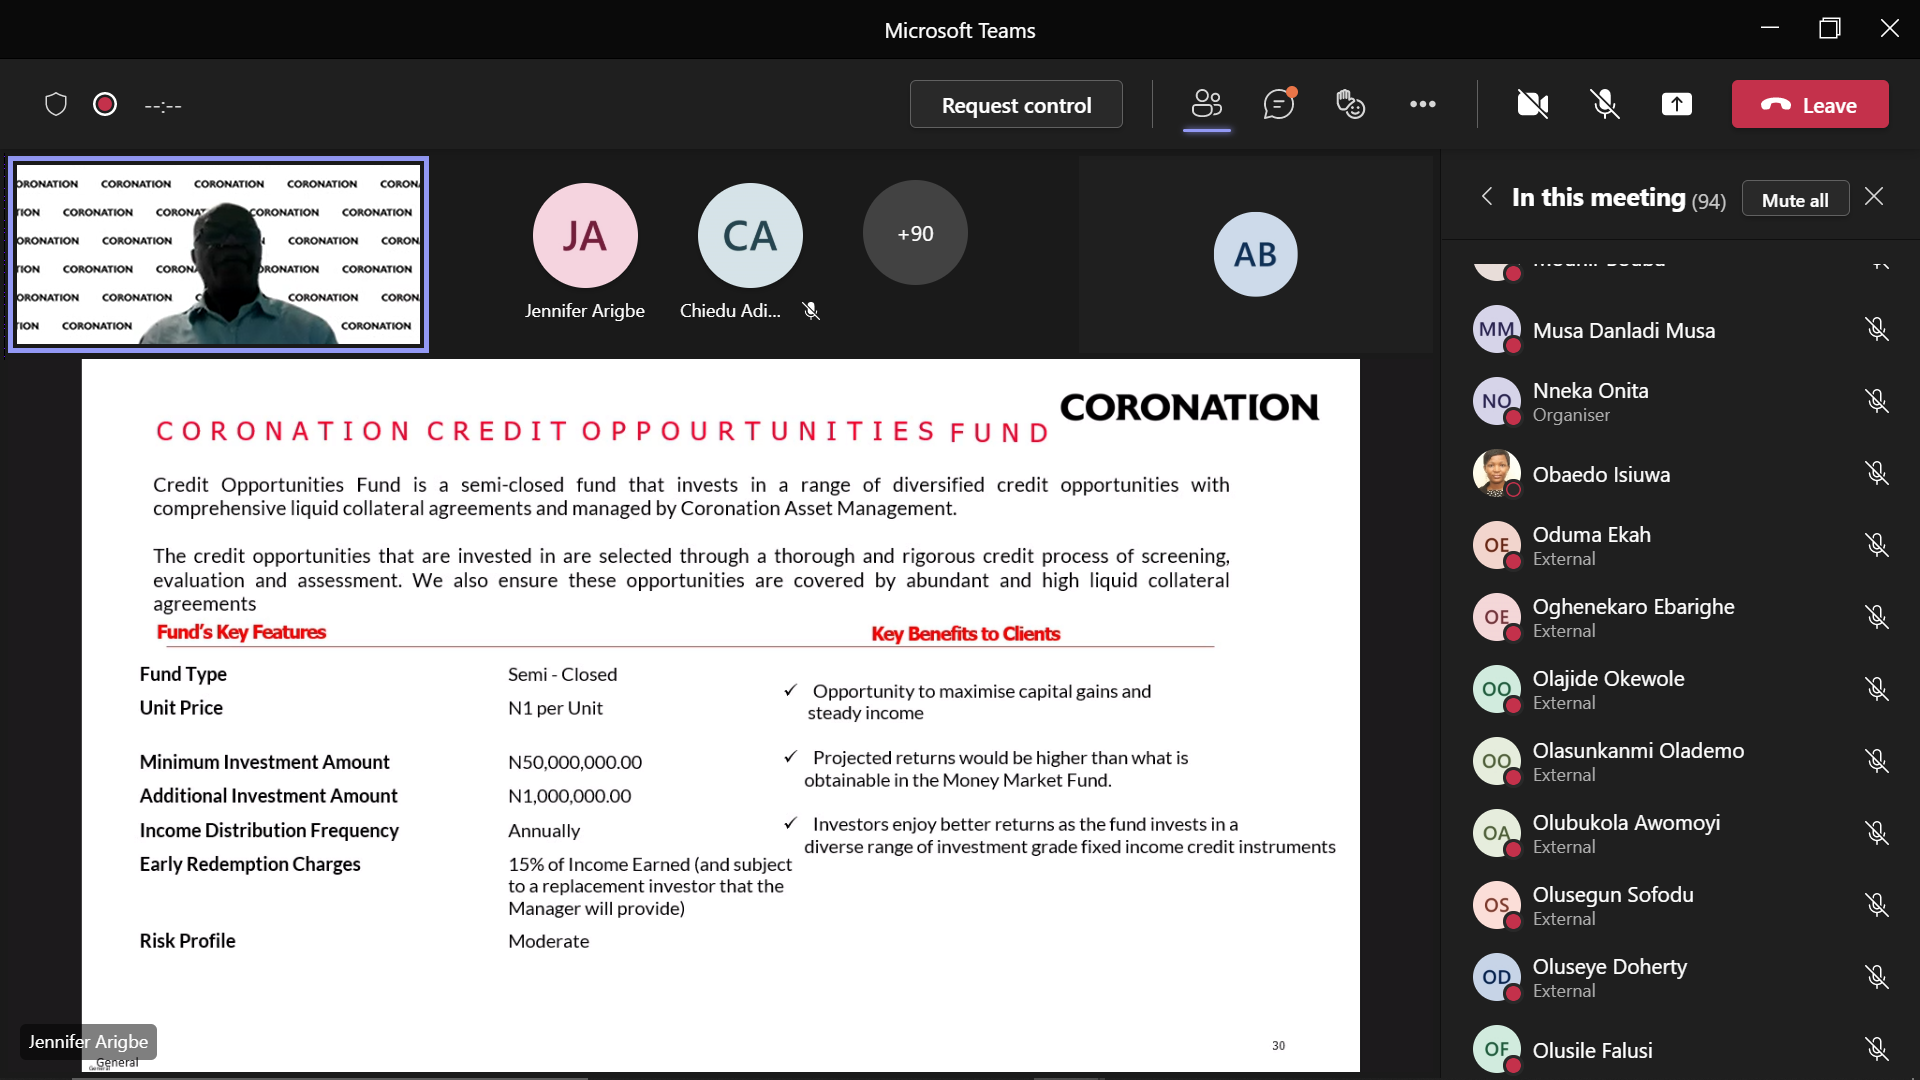 Microsoft Teams
--:--
Request control
Leave
CORONATION CORONATION CORONATION
CORONATION CORONATION
CORONATION
CORONATION CORONATION
CORONATION CORONATION
CORONATION
CORONATION
CORONATION CORONATION
JA
CA
+90
AB
Jennifer Arigbe
Chiedu Adi...
In this meeting (94)
Mute all
CORONATION
CORONATION CREDIT OPPOURTUNITIES FUND
Credit Opportunities Fund is a semi-closed fund that invests in a range of diversified credit opportunities with
comprehensive liquid collateral agreements and managed by Coronation Asset Management.
The credit opportunities that are invested in are selected through a thorough and rigorous credit process of screening,
evaluation and assessment. We also ensure these opportunities are covered by abundant and high liquid collateral
agreements
Fund's Key Features
Key Benefits to Clients
Fund Type Semi - Closed
Unit Price N1 per Unit
Minimum Investment Amount N50,000,000.00
Additional Investment Amount N1,000,000.00
Income Distribution Frequency Annually
Early Redemption Charges 15% of Income Earned (and subject
to a replacement investor that the
Manager will provide)
Risk Profile Moderate
✓ Opportunity to maximise capital gains and
steady income
✓ Projected returns would be higher than what is
obtainable in the Money Market Fund.
✓ Investors enjoy better returns as the fund invests in a
diverse range of investment grade fixed income credit instruments
30
Jennifer Arigbe
General
MM
Musa Danladi Musa
NO
Nneka Onita
Organiser
Obaedo Isiuwa
OE
Oduma Ekah
External
OE
Oghenekaro Ebarighe
External
OO
Olajide Okewole
External
OO
Olasunkanmi Olademo
External
OA
Olubukola Awomoyi
External
OS
Olusegun Sofodu
External
OD
Oluseye Doherty
External
OF
Olusile Falusi